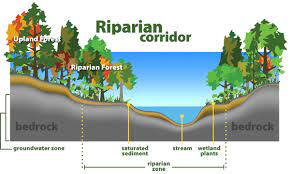 Riparian
corridor
Upland Forest
Riparian Forest
bedrock
bedrock
groundwater zone
saturated
sediment
stream
wetland
plants
riparian
zone